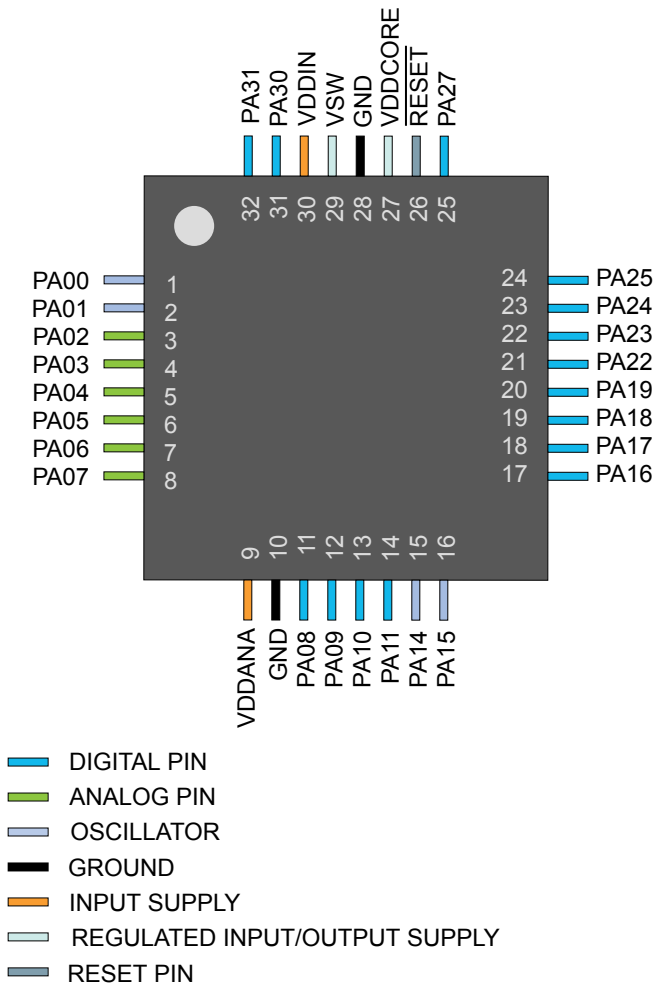 PA31
PA30
VDDIN
VSW
GND
VDDCORE
RESET
PA27
32
31
30
29
28
27
26
25
PA00 1
PA01 2
PA02 3
PA03 4
PA04 5
PA05 6
PA06 7
PA07 8
24 PA25
23 PA24
22 PA23
21 PA22
20 PA19
19 PA18
18 PA17
17 PA16
9
10
11
12
13
14
15
16
VDDANA
GND
PA08
PA09
PA10
PA11
PA14
PA15
DIGITAL PIN
ANALOG PIN
OSCILLATOR
GROUND
INPUT SUPPLY
REGULATED INPUT/OUTPUT SUPPLY
RESET PIN